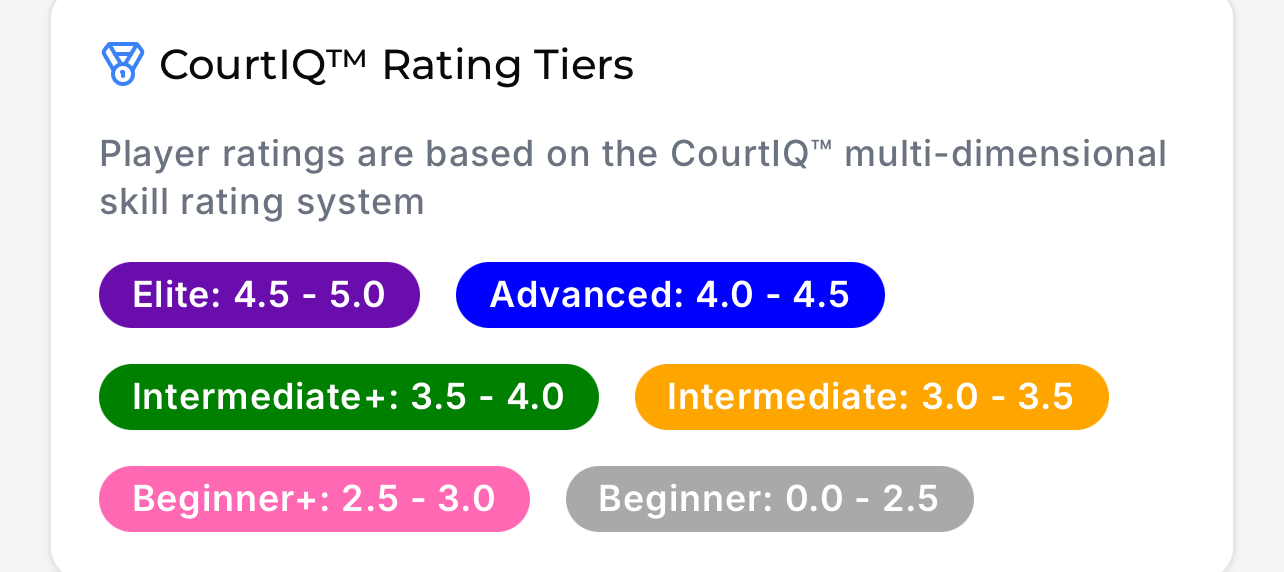 CourtIQ™ Rating Tiers
Player ratings are based on the CourtIQ™ multi-dimensional
skill rating system
Elite: 4.5 - 5.0
Advanced: 4.0 - 4.5
Intermediate+: 3.5 - 4.0
Intermediate: 3.0 - 3.5
Beginner+: 2.5 - 3.0
Beginner: 0.0 - 2.5